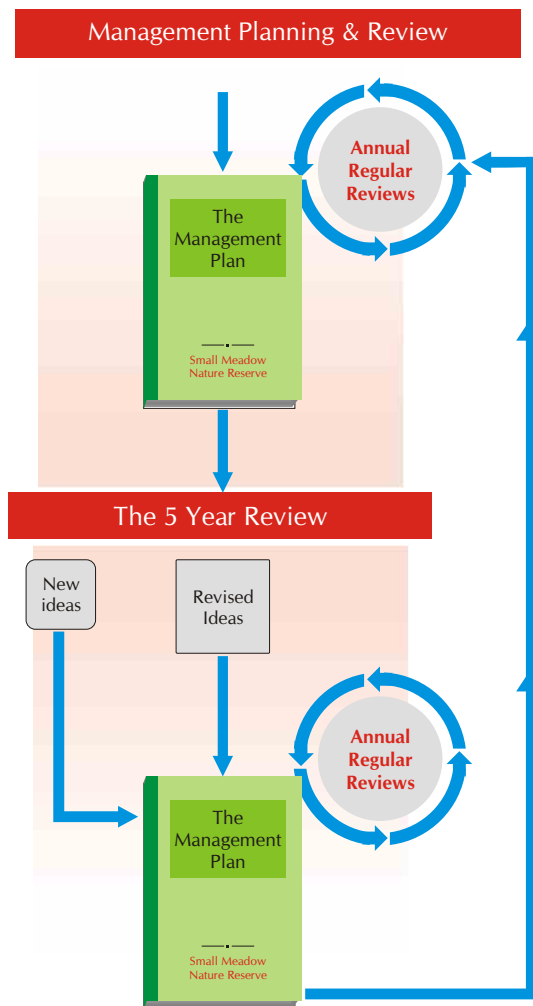 Management Planning & Review
Annual
Regular
Reviews
The
Management
Plan
Small Meadow
Nature Reserve
The 5 Year Review
New
ideas
Revised
Ideas
Annual
Regular
Reviews
The
Management
Plan
Small Meadow
Nature Reserve